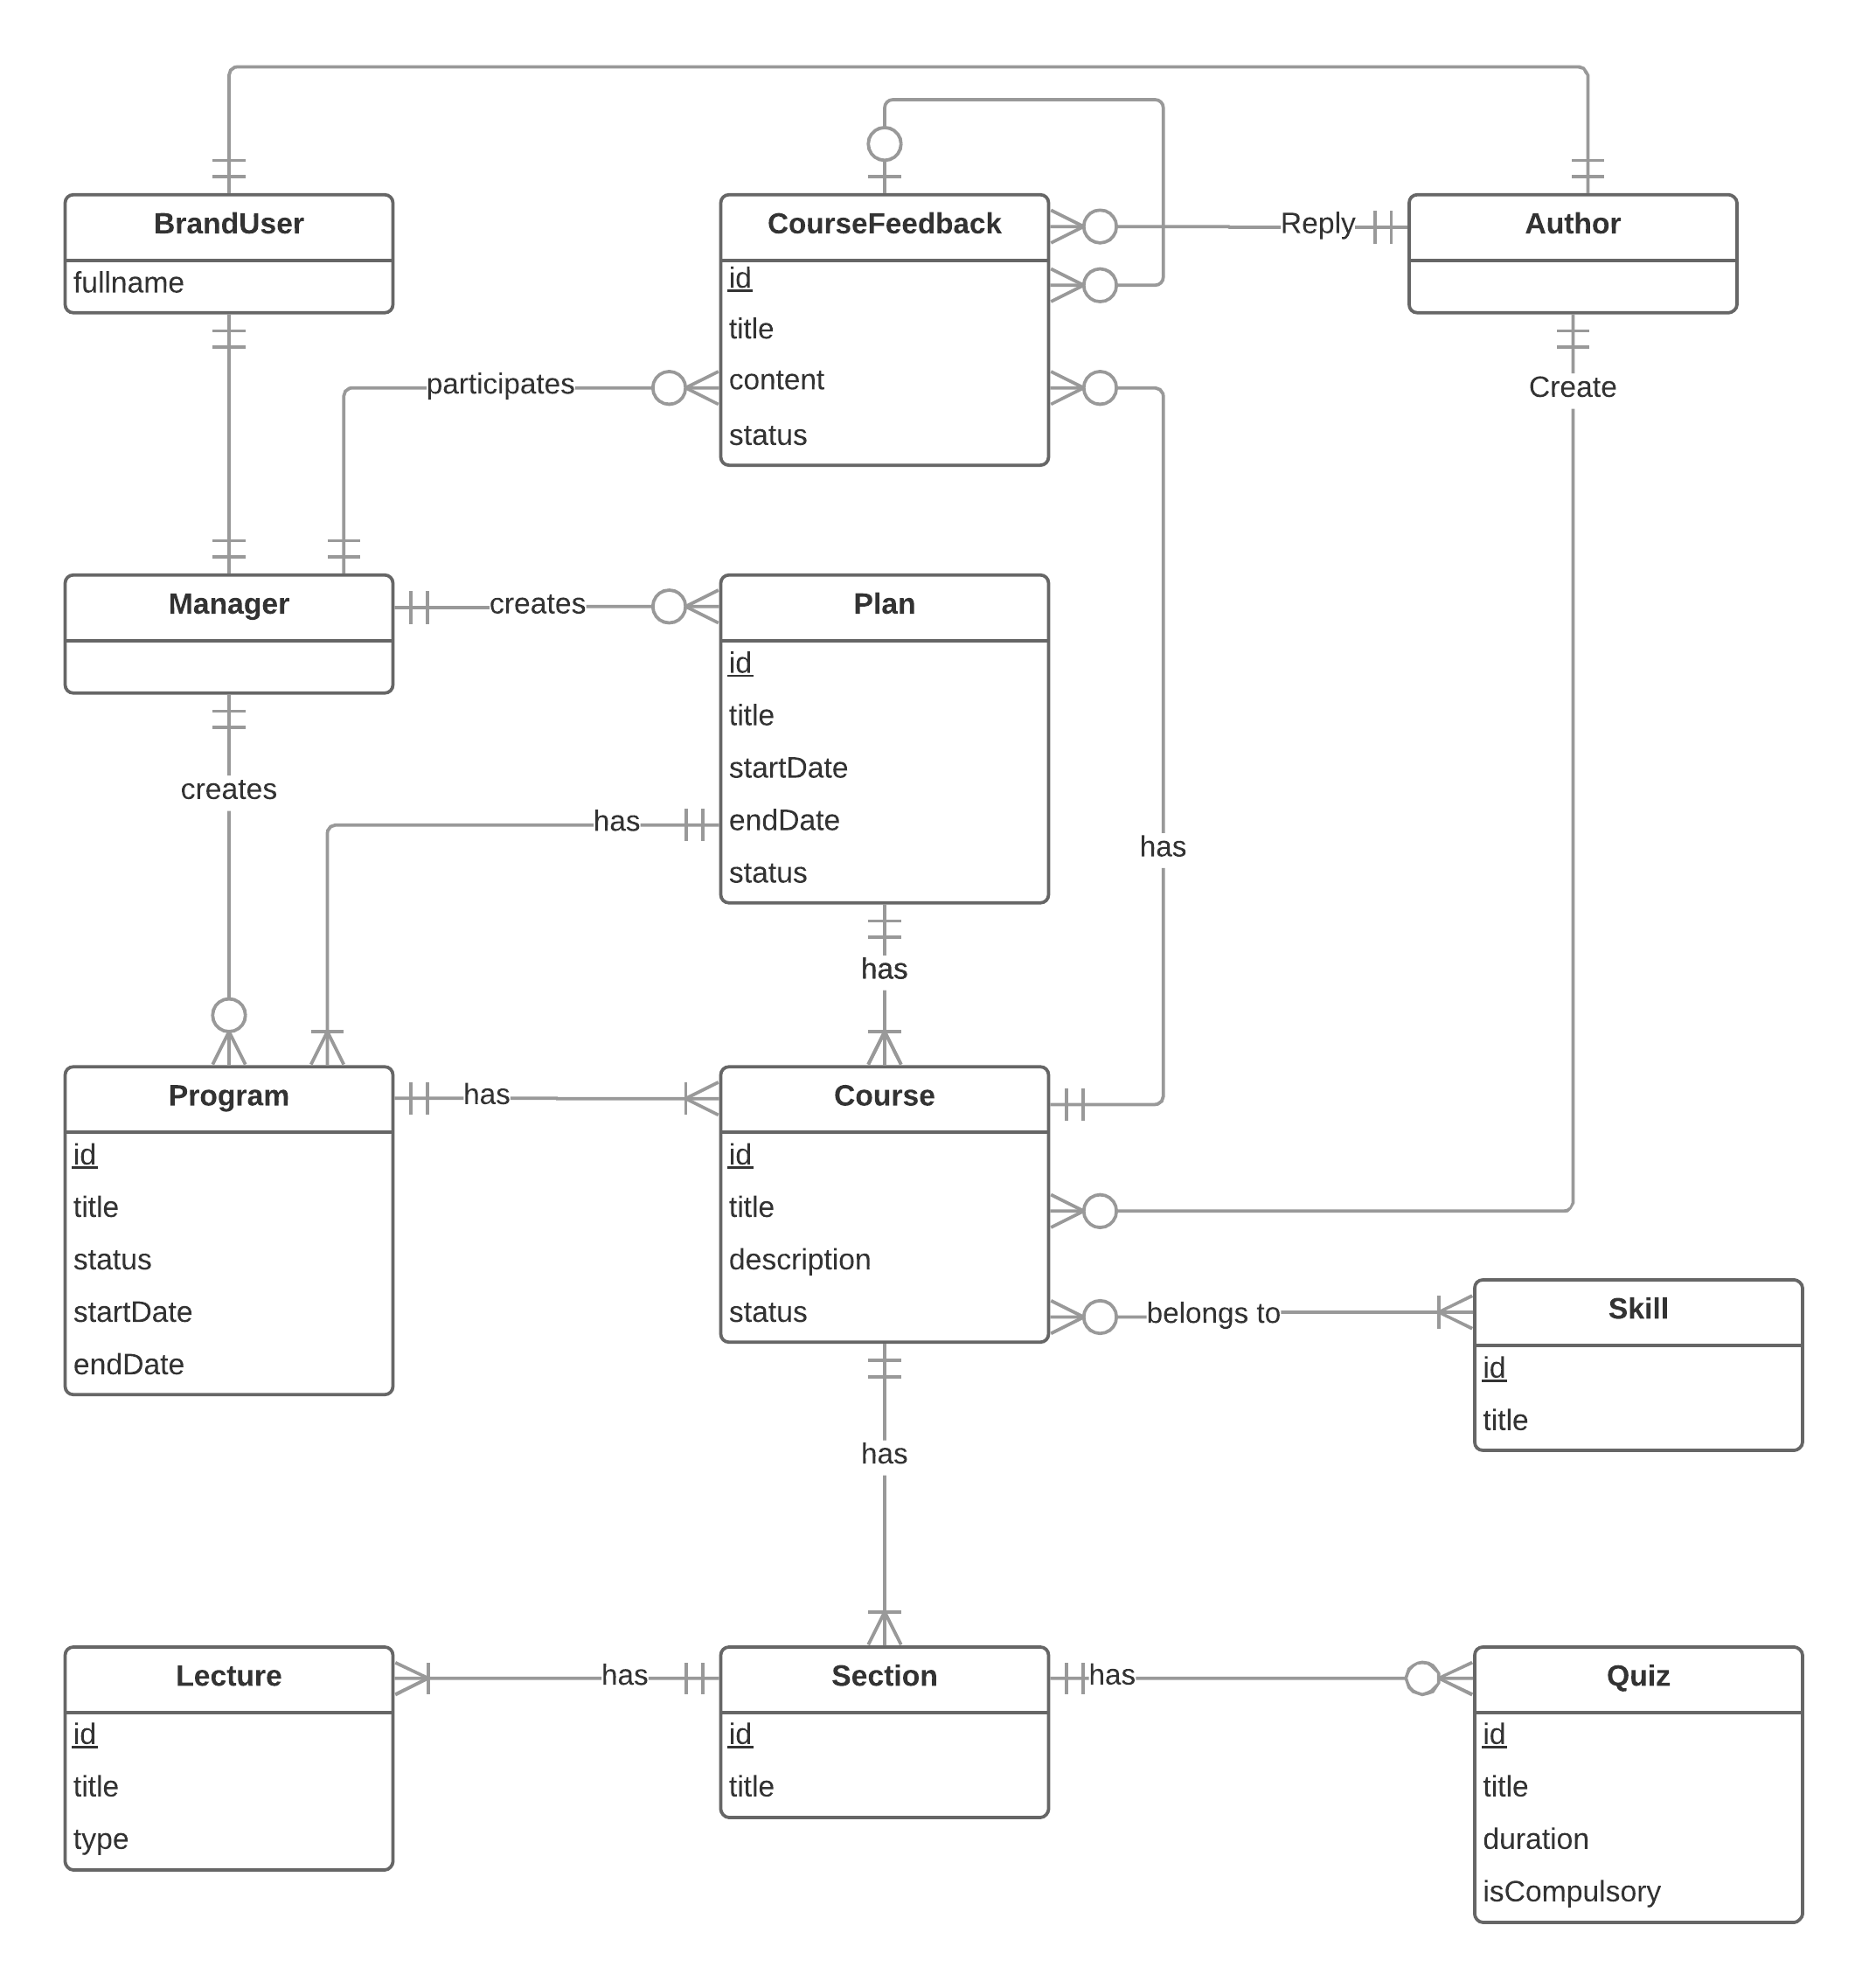 BrandUser
fullname
CourseFeedback
id
title
content
status
Reply
Author
Create
participates
Manager
creates
Plan
id
title
startDate
endDate
status
creates
has
has
has
Program
id
title
status
startDate
endDate
has
Course
id
title
description
status
belongs to
Skill
id
title
has
Lecture
id
title
type
has
Section
id
title
has
Quiz
id
title
duration
isCompulsory